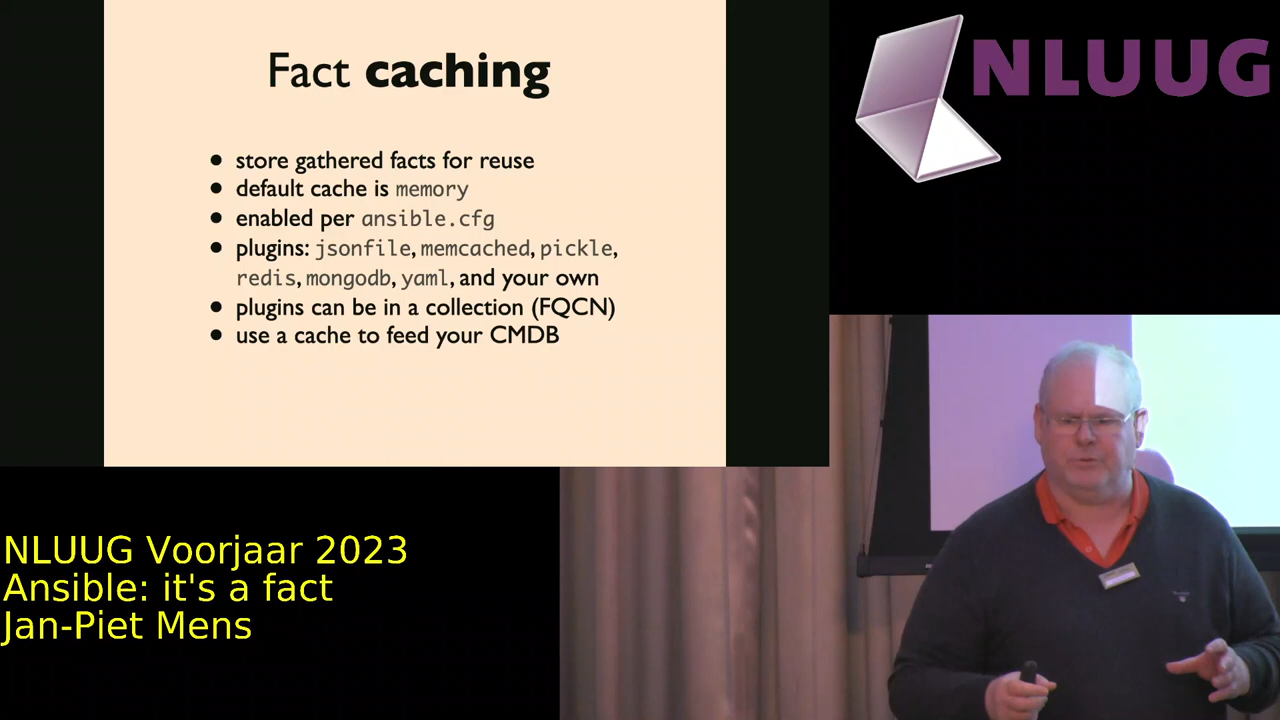 Fact caching
• store gathered facts for reuse
• default cache is memory
• enabled per ansible.cfg
• plugins: jsonfile, memcached, pickle,
redis, mongodb, yaml, and your own
• plugins can be in a collection (FQCN)
• use a cache to feed your CMDB
NLUUG
NLUUG Voorjaar 2023
Ansible: it's a fact
Jan-Piet Mens